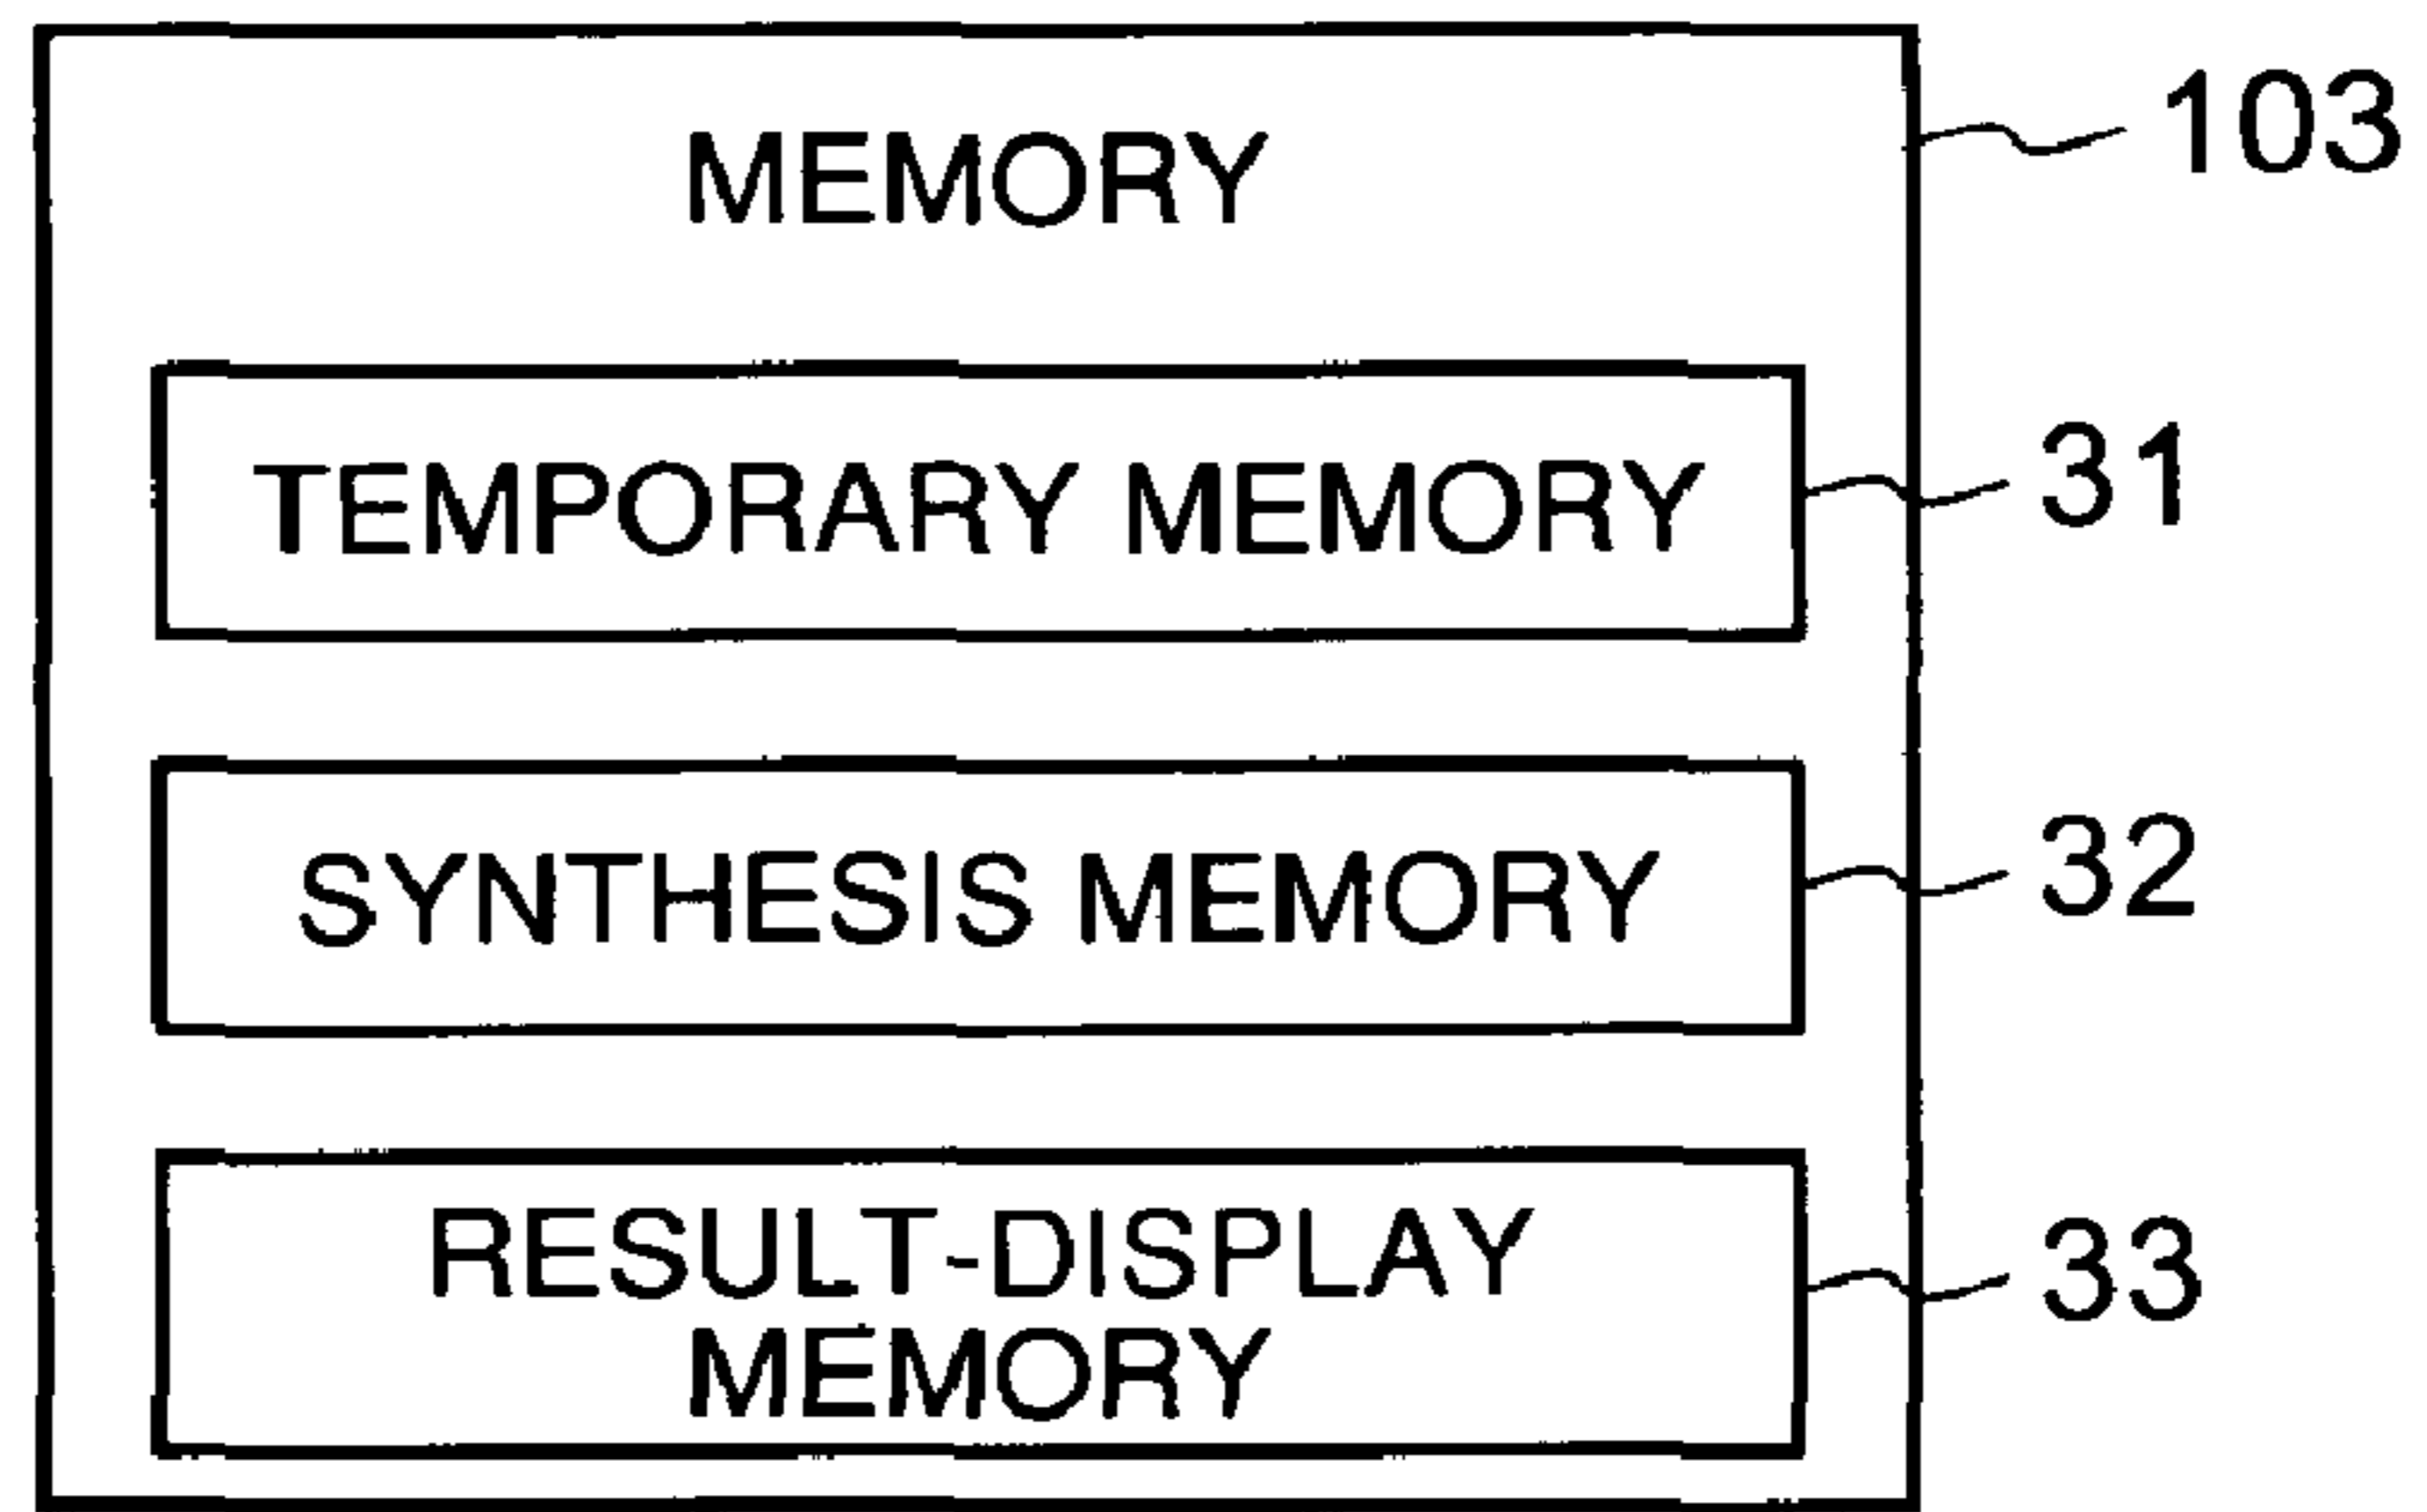 MEMORY
103
TEMPORARY MEMORY
31
SYNTHESIS MEMORY
32
RESULT-DISPLAY
MEMORY
33